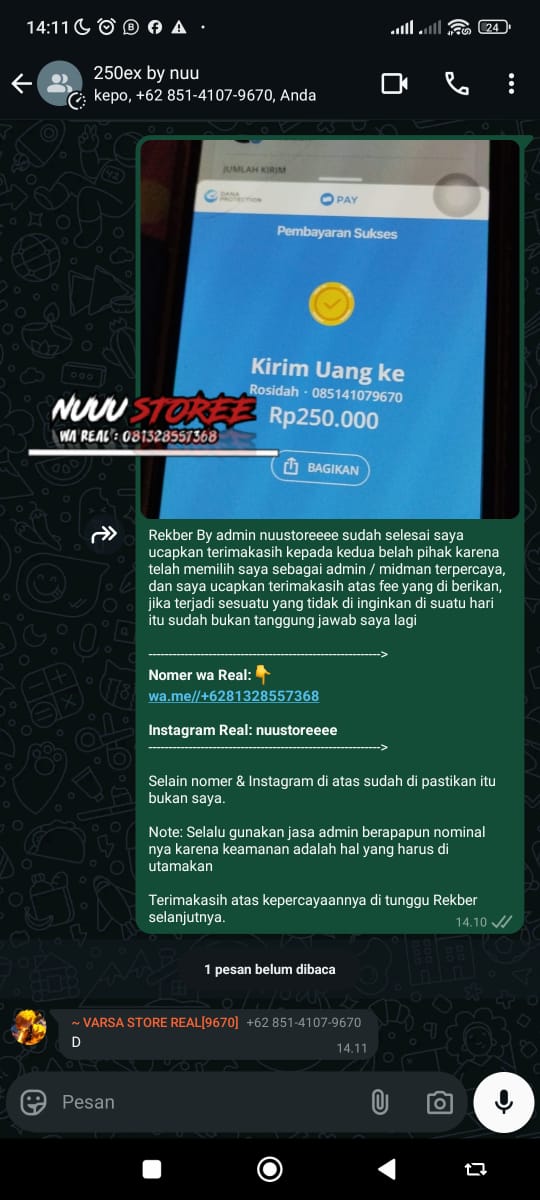 14:11
24
250ex by nuu
kepo, +62 851-4107-9670, Anda
JUMLAH KIRIM
DANA PROTECTION
PAY
Pembayaran Sukses
Kirim Uang ke
Rosidah · 085141079670
Rp250.000
BAGIKAN
NUUU STOREE
WA REAL : 081328557368
Rekber By admin nuustoreeee sudah selesai saya
ucapkan terimakasih kepada kedua belah pihak karena
telah memilih saya sebagai admin / midman terpercaya,
dan saya ucapkan terimakasih atas fee yang di berikan,
jika terjadi sesuatu yang tidak di inginkan di suatu hari
itu sudah bukan tanggung jawab saya lagi
---------------------------------------------------------->
Nomer wa Real:👇
wa.me//+6281328557368
Instagram Real: nuustoreeee
---------------------------------------------------------->
Selain nomer & Instagram di atas sudah di pastikan itu
bukan saya.
Note: Selalu gunakan jasa admin berapapun nominal
nya karena keamanan adalah hal yang harus di
utamakan
Terimakasih atas kepercayaannya di tunggu Rekber
selanjutnya.
14.10
1 pesan belum dibaca
~ VARSA STORE REAL[9670] +62 851-4107-9670
D
14.11
Pesan